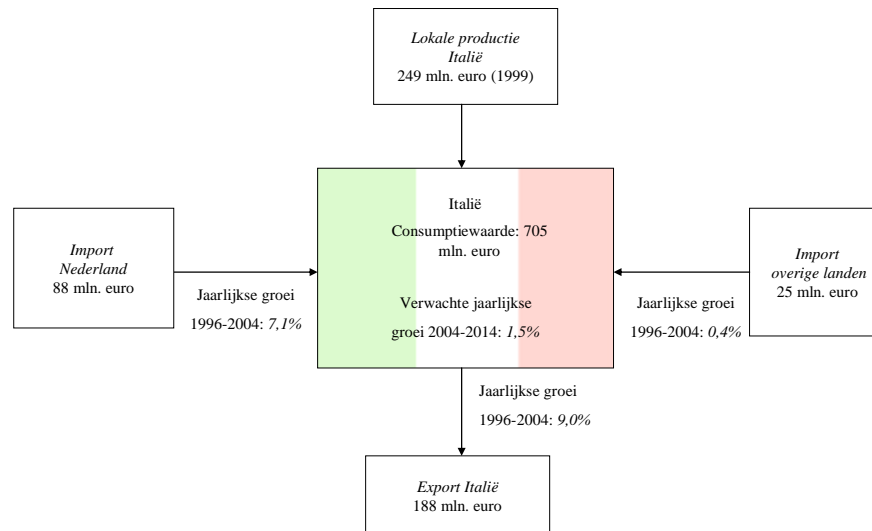 Lokale productie
Italië
249 mln. euro (1999)
Italië
Consumptiewaarde: 705
mln. euro
Verwachte jaarlijkse
groei 2004-2014: 1,5%
Import
Nederland
88 mln. euro
Jaarlijkse groei
1996-2004: 7,1%
Import
overige landen
25 mln. euro
Jaarlijkse groei
1996-2004: 0,4%
Jaarlijkse groei
1996-2004: 9,0%
Export Italië
188 mln. euro